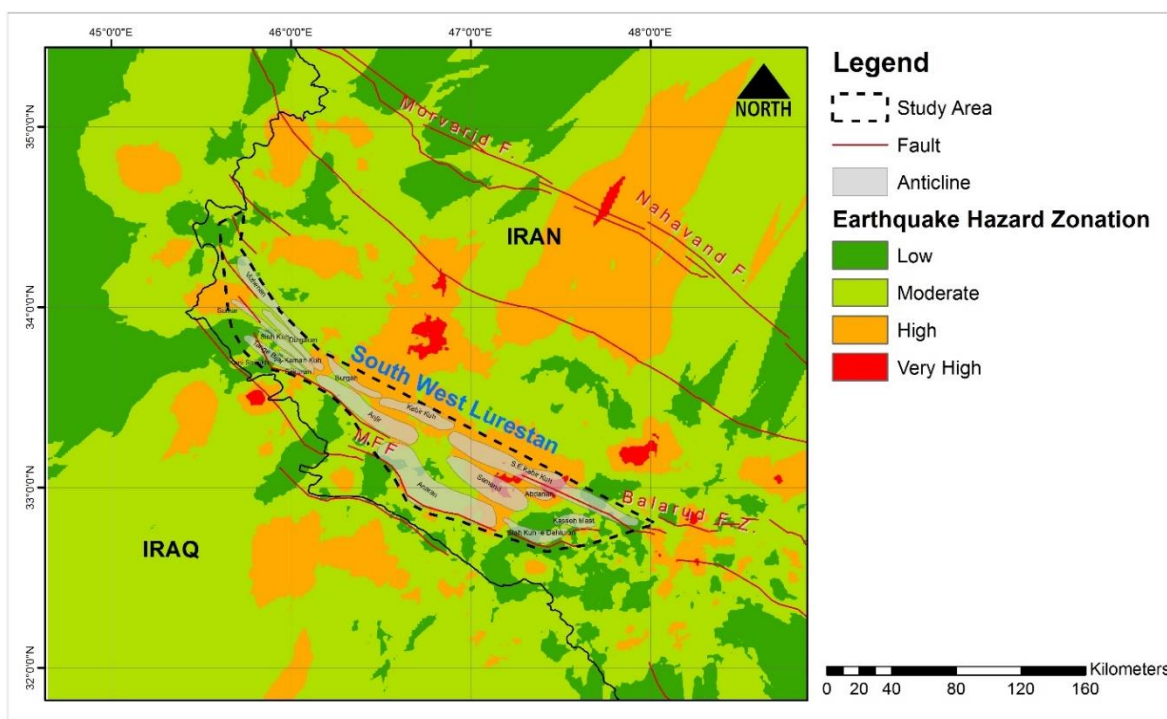 45°0'0"E
46°0'0"E
47°0'0"E
48°0'0"E
35°0'0"N
34°0'0"N
33°0'0"N
32°0'0"N
NORTH
Morvarid F.
Nahavand F.
IRAN
South West Lurestan
Kabir Kuh
Anjir
MFF
S.E.Kabir Kuh
Samand
Abdanan
Anaran
Balarud F.Z.
Kasseh Mast
Siah Kuh -e Dehluran
IRAQ
Legend
Study Area
Fault
Anticline
Earthquake Hazard Zonation
Low
Moderate
High
Very High
Kilometers
0 20 40 80 120 160